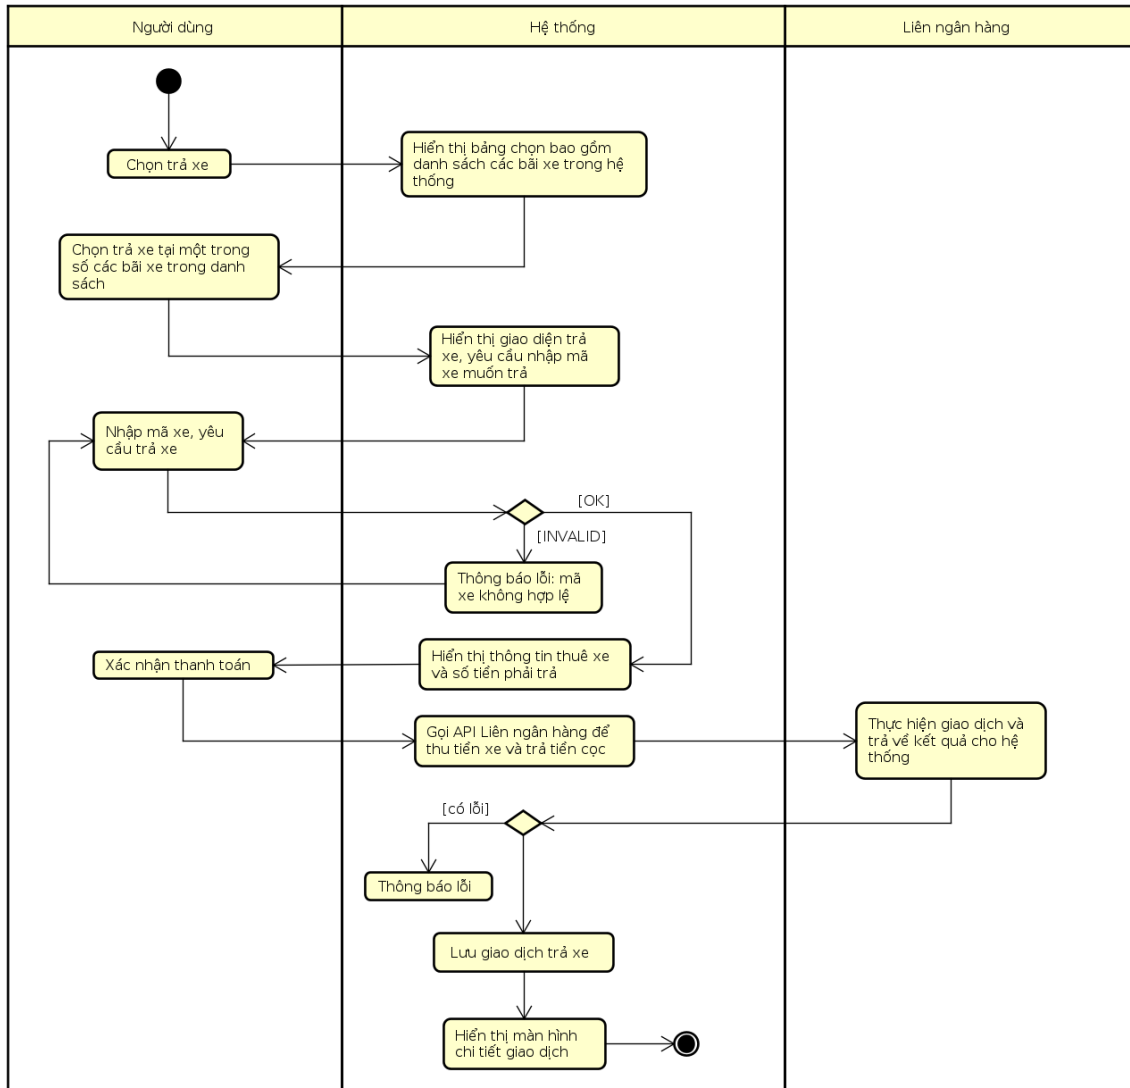 Người dùng
Hệ thống
Liên ngân hàng
Chọn trả xe
Hiển thị bảng chọn bao gồm
danh sách các bãi xe trong hệ
thống
Chọn trả xe tại một trong
số các bãi xe trong danh
sách
Hiển thị giao diện trả
xe, yêu cầu nhập mã
xe muốn trả
Nhập mã xe, yêu
cầu trả xe
[OK]
[INVALID]
Thông báo lỗi: mã
xe không hợp lệ
Xác nhận thanh toán
Hiển thị thông tin thuê xe
và số tiền phải trả
Gọi API Liên ngân hàng để
thu tiền xe và trả tiền cọc
Thực hiện giao dịch và
trả về kết quả cho hệ
thống
[có lỗi]
Thông báo lỗi
Lưu giao dịch trả xe
Hiển thị màn hình
chi tiết giao dịch